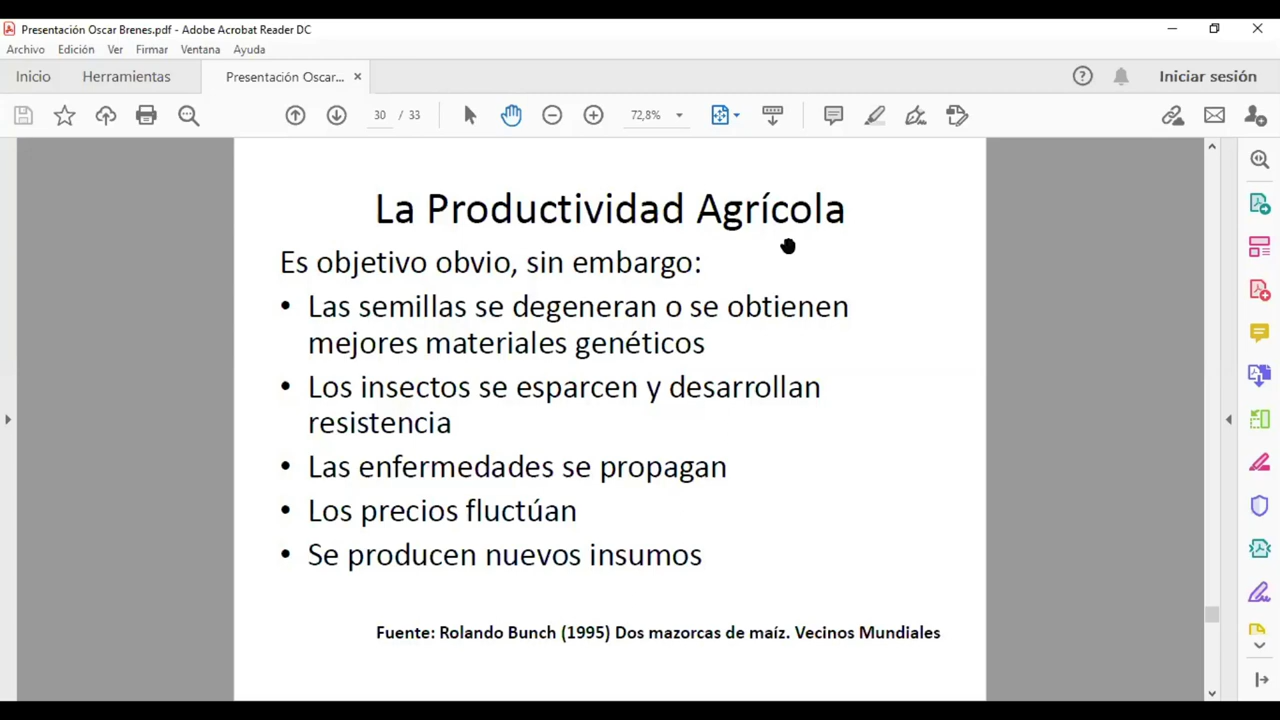 Presentación Oscar Brenes.pdf - Adobe Acrobat Reader DC
Archivo Edición Ver Firmar Ventana Ayuda
Inicio Herramientas Presentación Oscar... × Iniciar sesión
30 / 33 72,8%
La Productividad Agrícola
Es objetivo obvio, sin embargo:
• Las semillas se degeneran o se obtienen
mejores materiales genéticos
• Los insectos se esparcen y desarrollan
resistencia
• Las enfermedades se propagan
• Los precios fluctúan
• Se producen nuevos insumos
Fuente: Rolando Bunch (1995) Dos mazorcas de maíz. Vecinos Mundiales